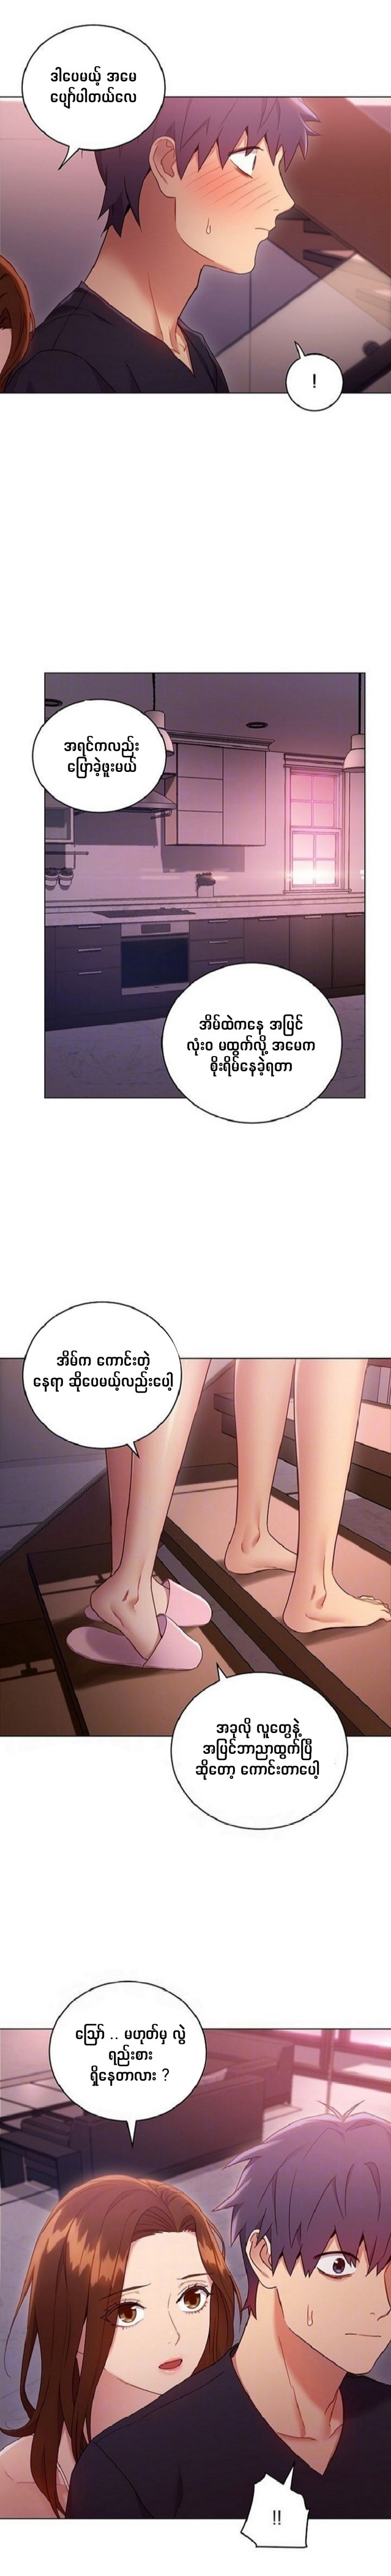 ဒါပေမယ့် အမေ
ပျော်ပါတယ်လေ
!
အရင်ကလည်း
ပြောခဲ့ဖူးမယ်
အိမ်ထဲကနေ အပြင်
လုံးဝ မထွက်လို့ အမေက
စိုးရိမ်နေခဲ့ရတာ
အိမ်က ကောင်းတဲ့
နေရာ ဆိုပေမယ့်လည်းပေါ့
အခုလို လူတွေနဲ့
အပြင်ဘာညာထွက်ပြီ
ဆိုတော့ ကောင်းတာပေါ့
သြော် .. မဟုတ်မှ လွဲ
ရည်းစား
ရှိနေတာလား ?
!!